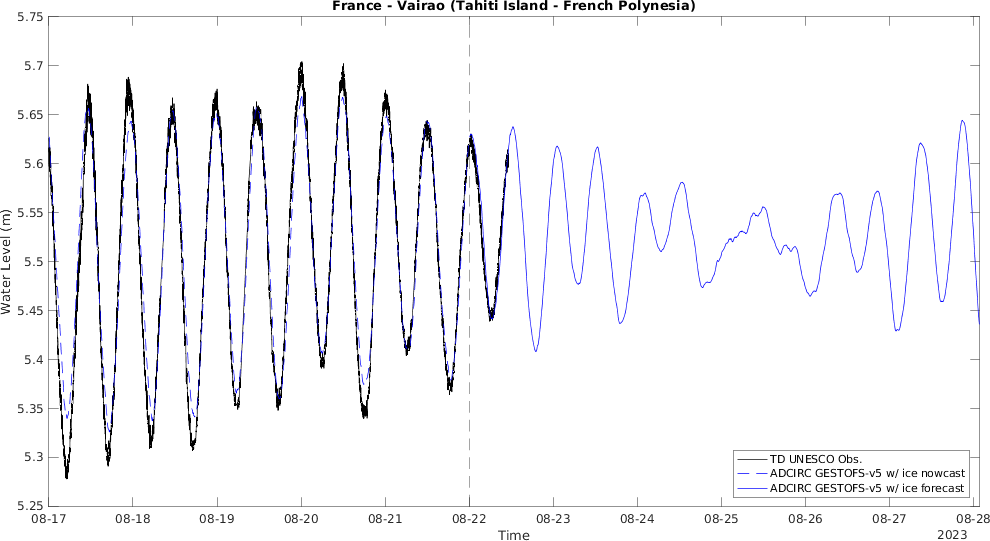 France - Vairao (Tahiti Island - French Polynesia)
5.75
5.7
5.65
5.6
5.55
5.5
5.45
5.4
5.35
5.3
5.25
Water Level (m)
TD UNESCO Obs.
ADCIRC GESTOFS-v5 w/ ice nowcast
ADCIRC GESTOFS-v5 w/ ice forecast
08-17 08-18 08-19 08-20 08-21 08-22 08-23 08-24 08-25 08-26 08-27 08-28
Time
2023